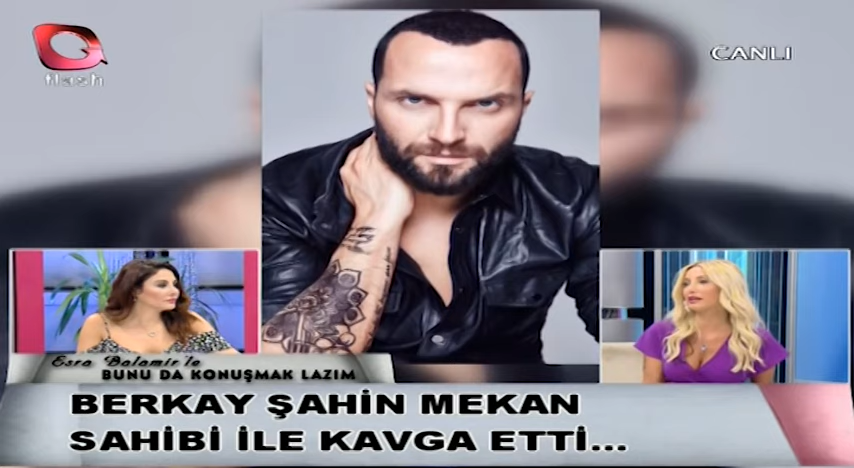 flash
CANLI
Esra Balamir'le
BUNU DA KONUŞMAK LAZIM
BERKAY ŞAHİN MEKAN
SAHİBİ İLE KAVGA ETTİ...